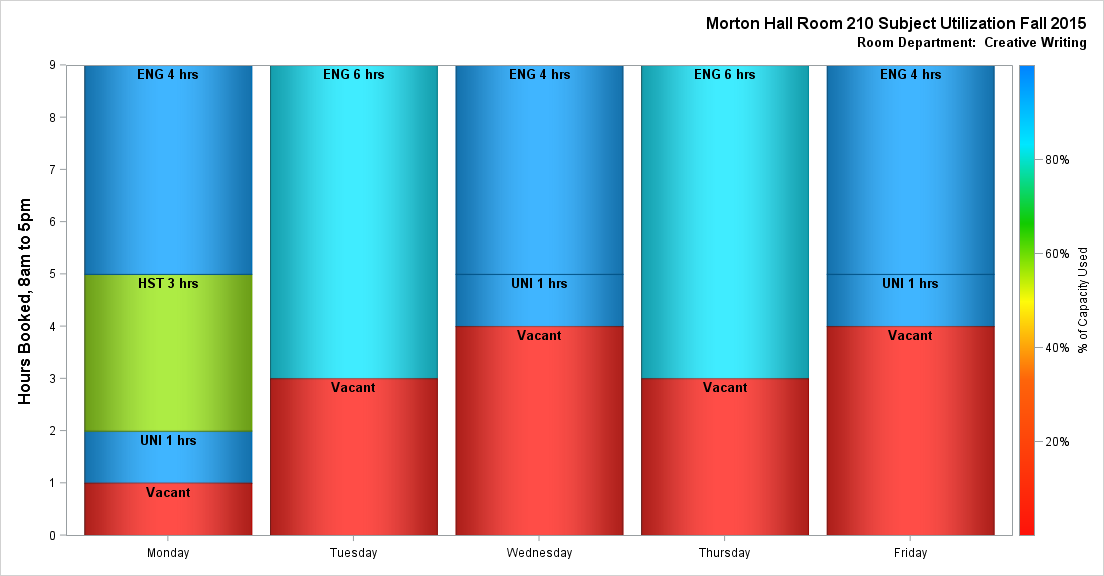 Morton Hall Room 210 Subject Utilization Fall 2015
Room Department: Creative Writing
Hours Booked, 8am to 5pm
9
8
7
6
5
4
3
2
1
0
ENG 4 hrs
HST 3 hrs
UNI 1 hrs
Vacant
ENG 6 hrs
Vacant
ENG 4 hrs
UNI 1 hrs
Vacant
ENG 6 hrs
Vacant
ENG 4 hrs
UNI 1 hrs
Vacant
Monday
Tuesday
Wednesday
Thursday
Friday
80%
60%
40%
20%
% of Capacity Used